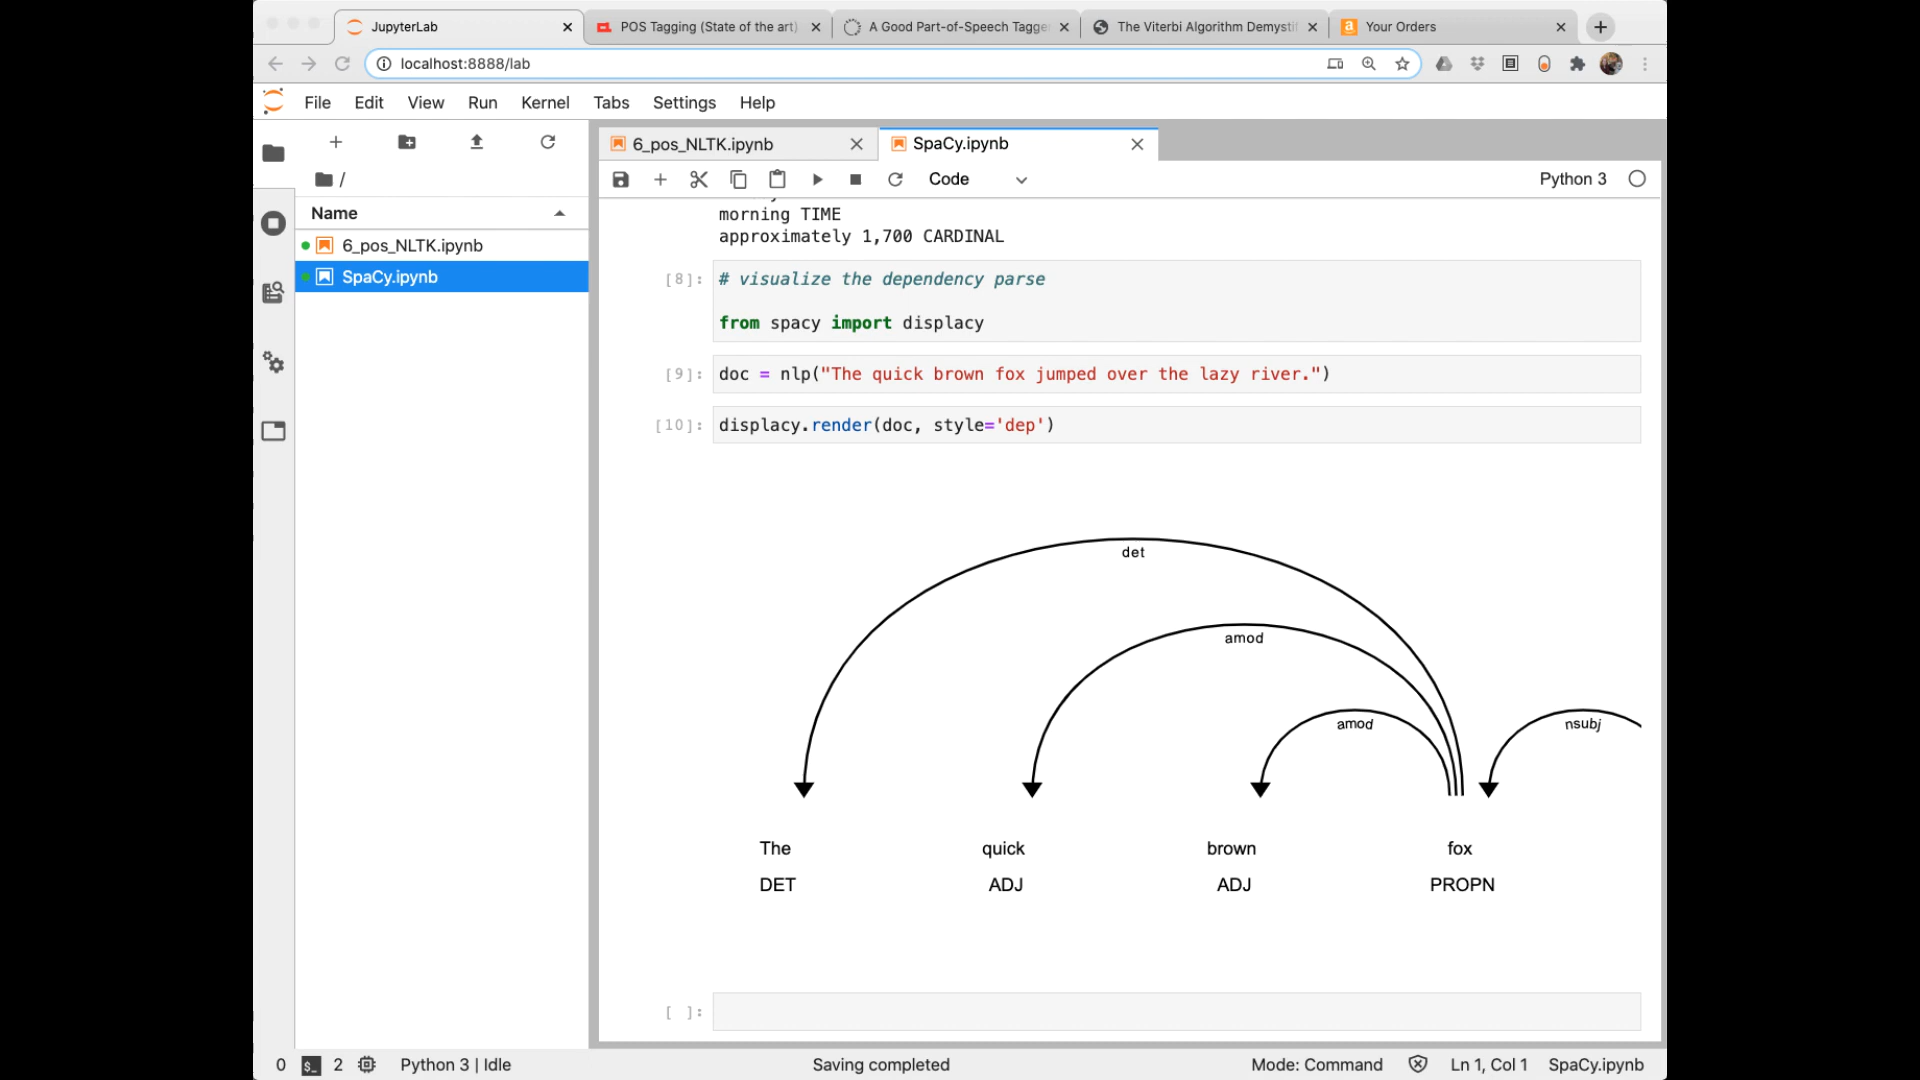 JupyterLab
POS Tagging (State of the art)
A Good Part-of-Speech Tagge
The Viterbi Algorithm Demystif
Your Orders
localhost:8888/lab
File Edit View Run Kernel Tabs Settings Help
6_pos_NLTK.ipynb
SpaCy.ipynb
/
Code
Python 3
Name
6_pos_NLTK.ipynb
SpaCy.ipynb
morning TIME
approximately 1,700 CARDINAL
[8]: # visualize the dependency parse
from spacy import displacy
[9]: doc = nlp("The quick brown fox jumped over the lazy river.")
[10]: displacy.render(doc, style='dep')
det
amod
amod
nsubj
The quick brown fox
DET ADJ ADJ PROPN
[ ]:
0 $_ 2 Python 3 | Idle Saving completed Mode: Command Ln 1, Col 1 SpaCy.ipynb